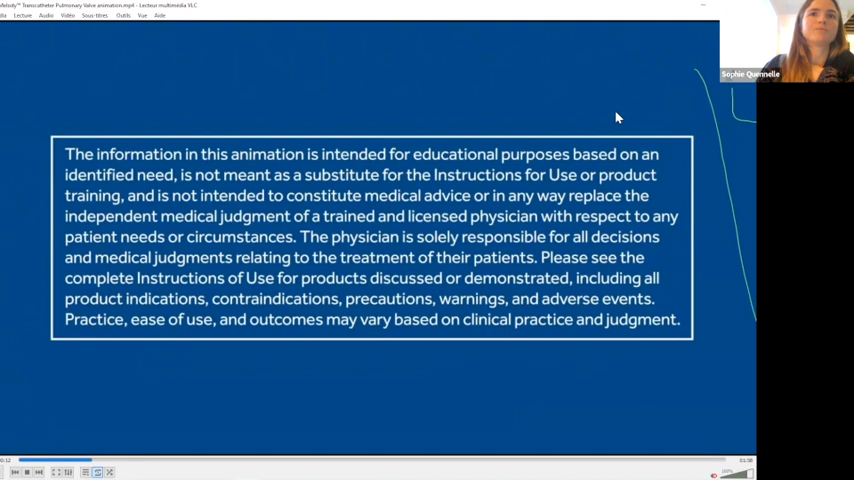 Melody™ Transcatheter Pulmonary Valve animation.mp4 - Lecteur multimédia VLC
Lecture Audio Vidéo Sous-titres Outils Vue Aide
Sophie Quennelle
The information in this animation is intended for educational purposes based on an
identified need, is not meant as a substitute for the Instructions for Use or product
training, and is not intended to constitute medical advice or in any way replace the
independent medical judgment of a trained and licensed physician with respect to any
patient needs or circumstances. The physician is solely responsible for all decisions
and medical judgments relating to the treatment of their patients. Please see the
complete Instructions of Use for products discussed or demonstrated, including all
product indications, contraindications, precautions, warnings, and adverse events.
Practice, ease of use, and outcomes may vary based on clinical practice and judgment.
0:12 01:58
100%